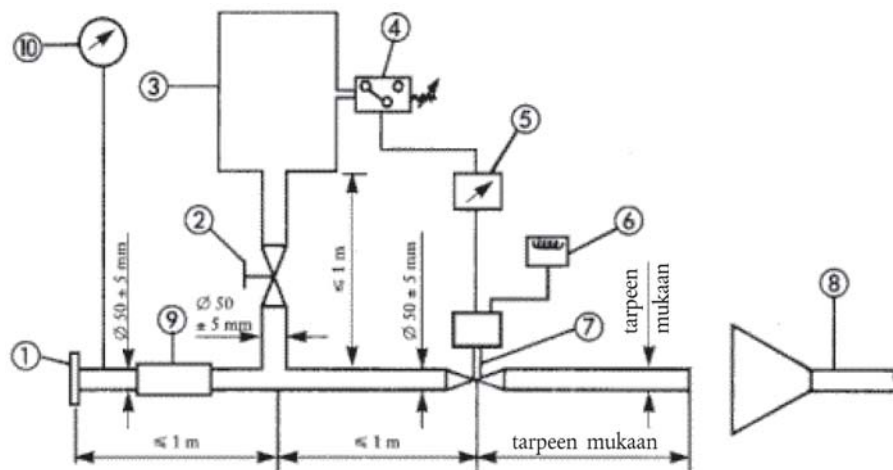 ⑩
④
③
⑤
②
⑥
≤ 1 m
Ø 50 ± 5 mm
Ø 50
± 5 mm
Ø 50 ± 5 mm
tarpeen
mukaan
⑦
⑧
⑨
①
≤ 1 m
≤ 1 m
tarpeen mukaan